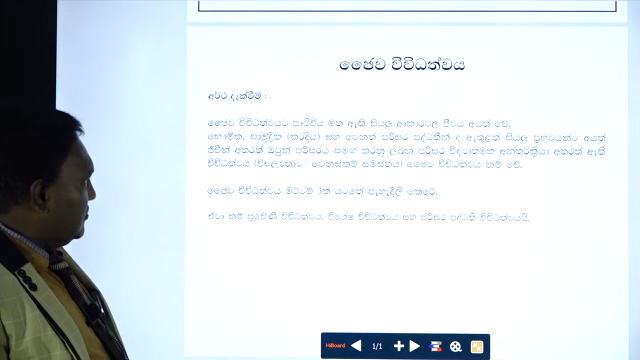 ජෛව විවිධත්වය
අර්ථ දැක්වීම :
ජෛව විවිධත්වයට පෘථිවිය මත ඇති සියලු ආකාරවල ජීවය අයත් වේ.
භෞමික, සාමුද්‍රික (කරදිය) සහ වෙනත් පරිසර පද්ධතීන් ද ඇතුළත් සියලු ප්‍රභවයන්ට අයත්
ජීවීන් අතරත් ඔවුන් පරිසරය සමඟ කරනු ලබන පරිසර විද්‍යාත්මක අන්තර්ක්‍රියා අතරත් ඇති
විවිධත්වය (විචල්‍යතාව වෙනස්කම් සමස්තය) ජෛව විවිධත්වය නම් වේ.
ජෛව විවිධත්වය මට්ටම් 3ක් යටතේ පැහැදිලි කෙරේ.
ඒවා නම් ප්‍රවේණි විවිධත්වය, විශේෂ විවිධත්වය සහ පරිසර පද්ධති විවිධත්වයයි.
HiBoard 1/1